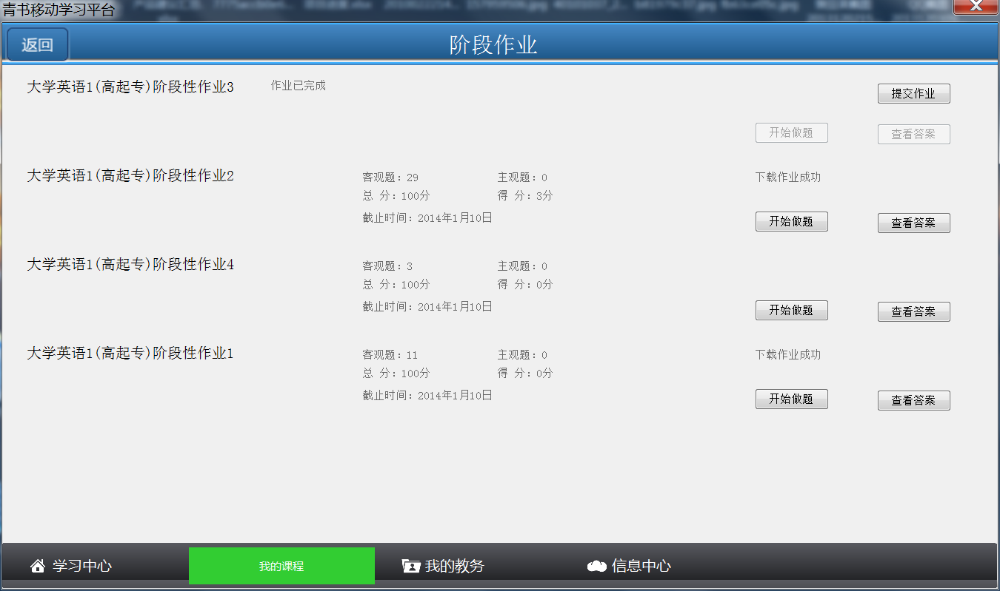 青书移动学习平台
返回
阶段作业
大学英语1(高起专)阶段性作业3 作业已完成
提交作业
开始做题 查看答案
大学英语1(高起专)阶段性作业2 客观题：29 主观题：0 下载作业成功
总 分：100分 得 分：3分
截止时间：2014年1月10日
开始做题 查看答案
大学英语1(高起专)阶段性作业4 客观题：3 主观题：0
总 分：100分 得 分：0分
截止时间：2014年1月10日
开始做题 查看答案
大学英语1(高起专)阶段性作业1 客观题：11 主观题：0 下载作业成功
总 分：100分 得 分：0分
截止时间：2014年1月10日
开始做题 查看答案
学习中心 我的课程 我的教务 信息中心